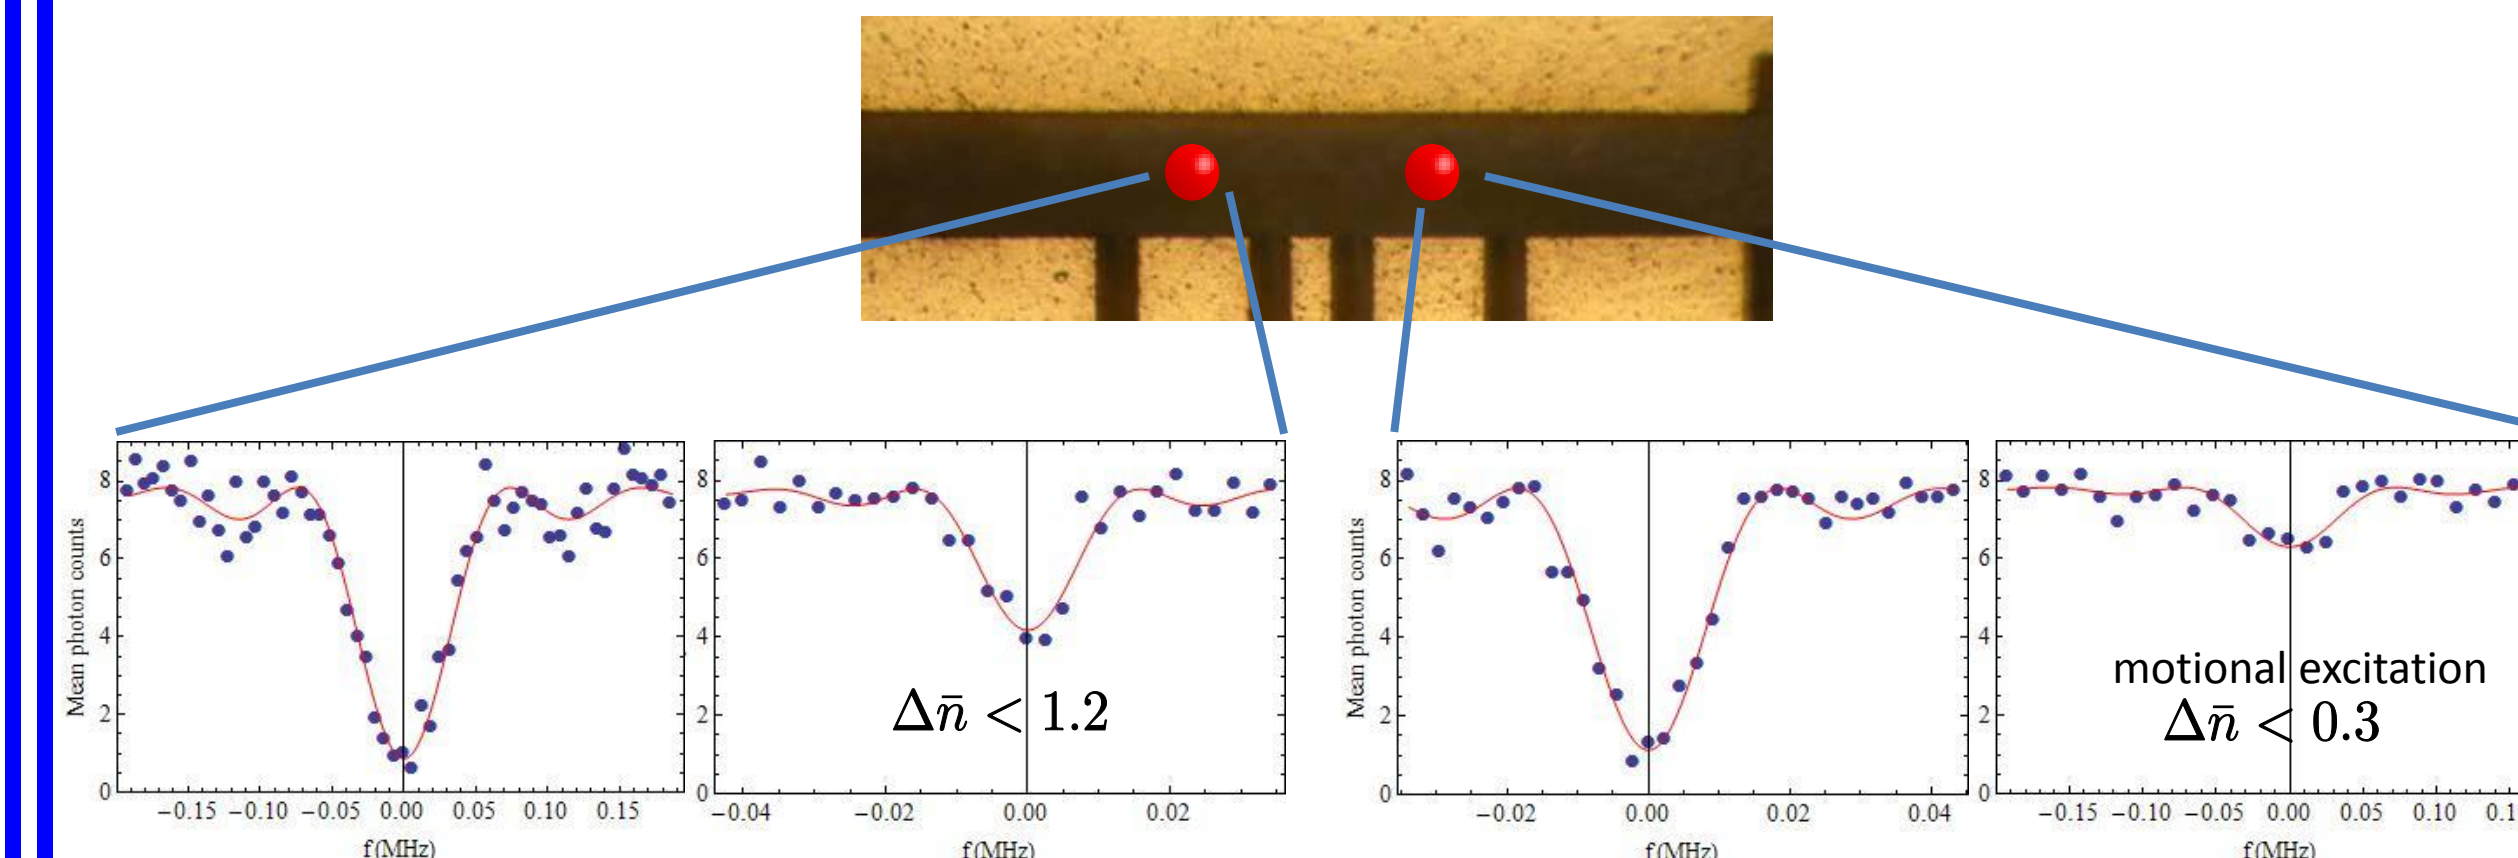 8
6
4
2
0
Mean photon counts
−0.15 −0.10 −0.05 0.00 0.05 0.10 0.15
f(MHz)
8
6
4
2
0
Δn̄ < 1.2
−0.04 −0.02 0.00 0.02
f(MHz)
8
6
4
2
0
Mean photon counts
−0.02 0.00 0.02 0.04
f(MHz)
8
6
4
2
0
motional excitation
Δn̄ < 0.3
−0.15 −0.10 −0.05 0.00 0.05 0.10
f(MHz)